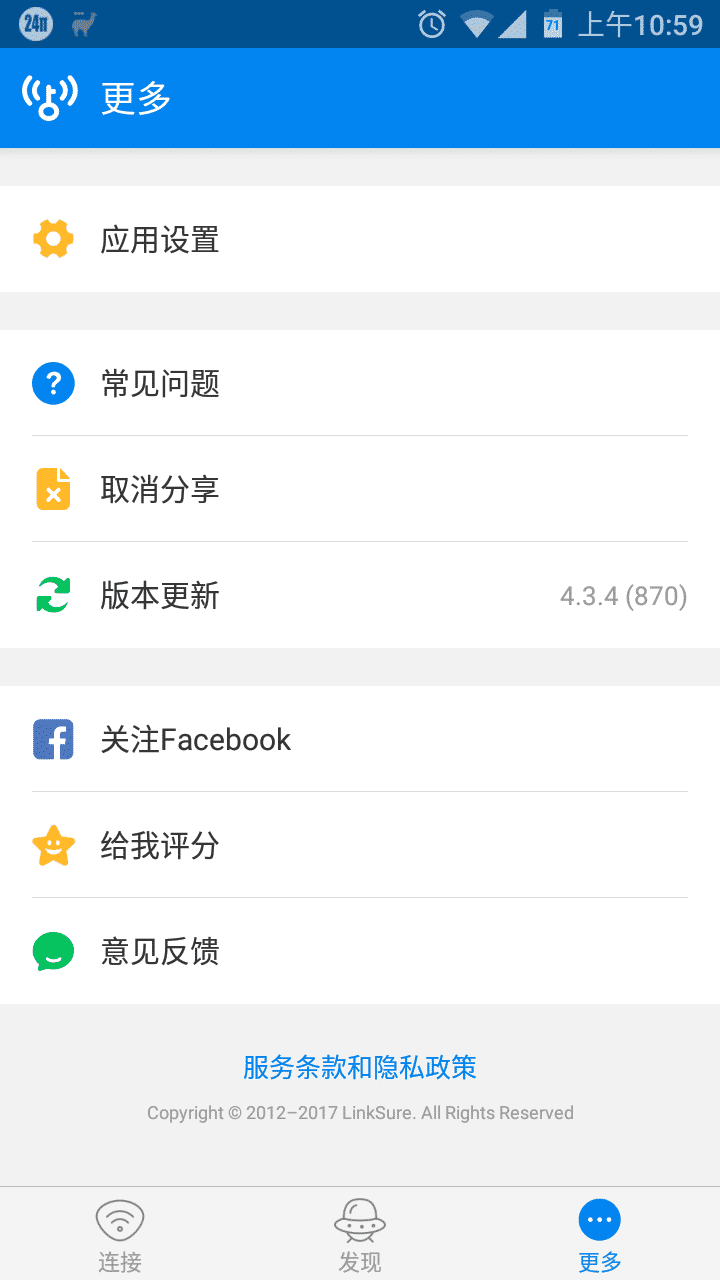 24π
71
上午10:59
更多
应用设置
常见问题
取消分享
版本更新
4.3.4 (870)
关注Facebook
给我评分
意见反馈
服务条款和隐私政策
Copyright © 2012–2017 LinkSure. All Rights Reserved
连接
发现
更多